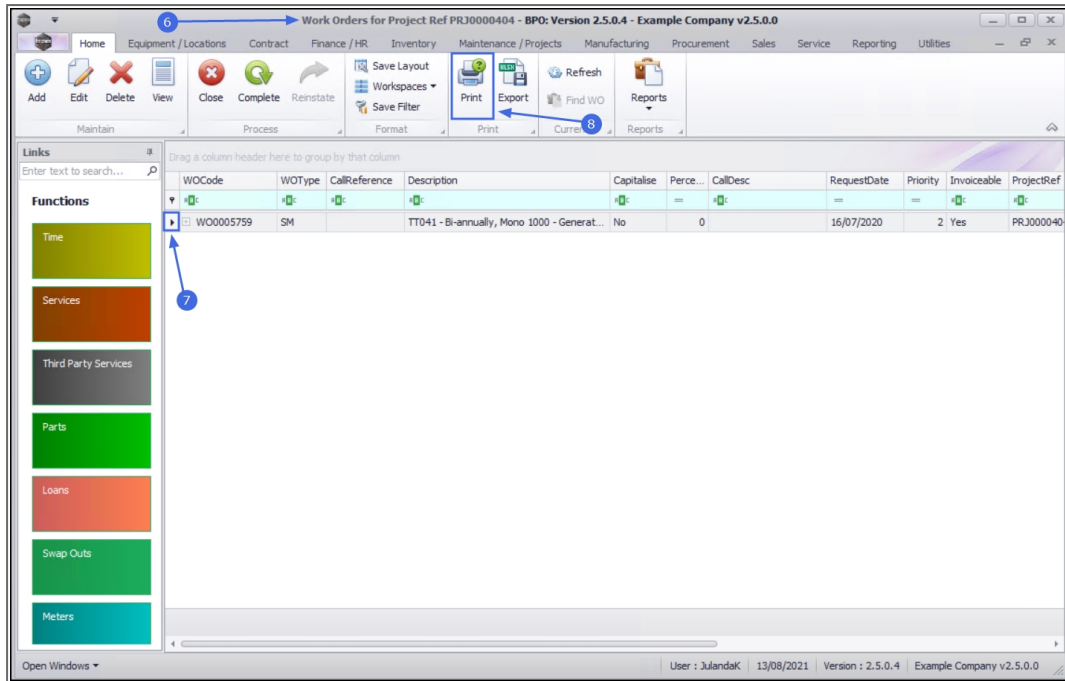 6
Work Orders for Project Ref PRJ0000404 - BPO: Version 2.5.0.4 - Example Company v2.5.0.0
Home Equipment / Locations Contract Finance / HR Inventory Maintenance / Projects Manufacturing Procurement Sales Service Reporting Utilities
Add Edit Delete View Close Complete Reinstate Save Layout Workspaces Save Filter Print Export Refresh Find WO Reports
Maintain Process Format Print Reports
8
Links
Enter text to search...
Drag a column header here to group by that column
WOCode WOType CallReference Description Capitalise Perce... CallDesc RequestDate Priority Invoiceable ProjectRef
WO0005759 SM TT041 - Bi-annually, Mono 1000 - Generat... No 0 16/07/2020 2 Yes PRJ000040
7
Functions
Time
Services
Third Party Services
Parts
Loans
Swap Outs
Meters
Open Windows User : JulandaK 13/08/2021 Version : 2.5.0.4 Example Company v2.5.0.0